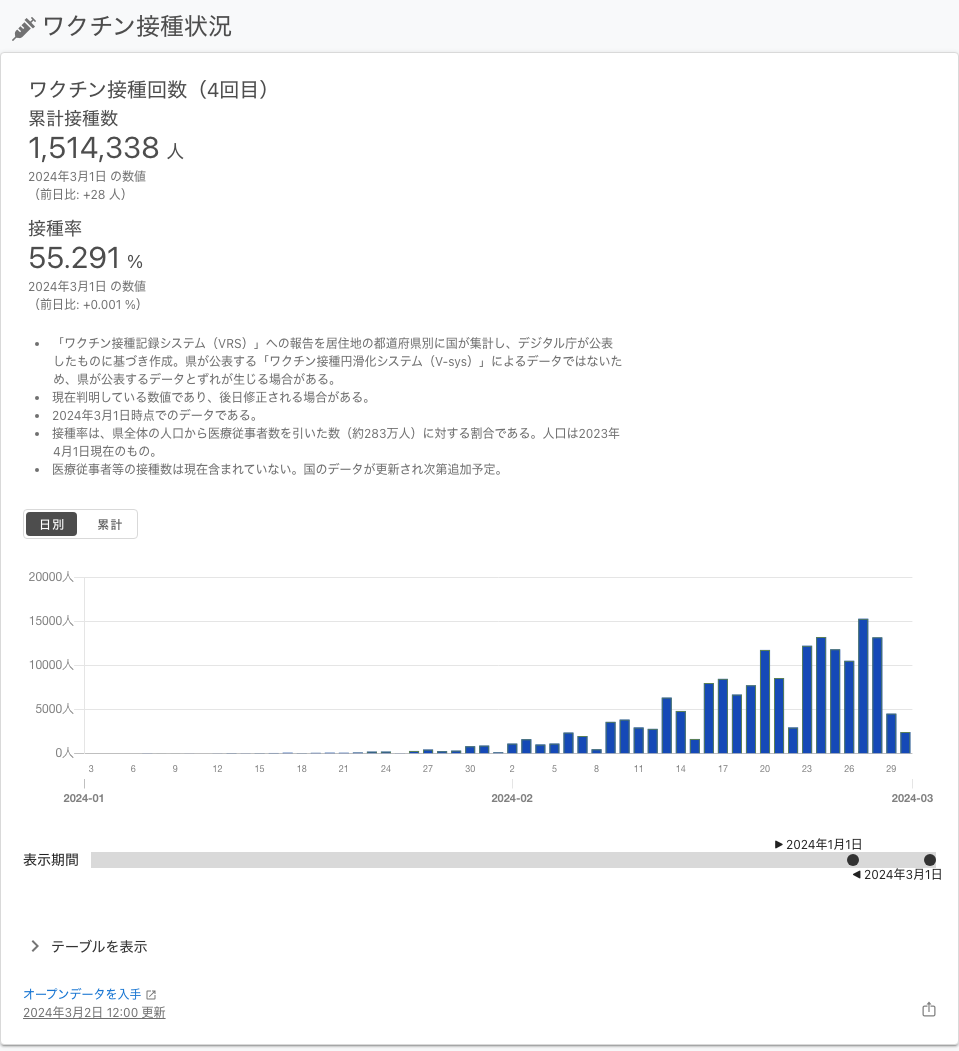 ワクチン接種状況
ワクチン接種回数（4回目）
累計接種数
1,514,338 人
2024年3月1日 の数値
（前日比: +28 人）
接種率
55.291 %
2024年3月1日 の数値
（前日比: +0.001 %）
• 「ワクチン接種記録システム（VRS）」への報告を居住地の都道府県別に国が集計し、デジタル庁が公表
したものに基づき作成。県が公表する「ワクチン接種円滑化システム（V-sys）」によるデータではないた
め、県が公表するデータとずれが生じる場合がある。
• 現在判明している数値であり、後日修正される場合がある。
• 2024年3月1日時点でのデータである。
• 接種率は、県全体の人口から医療従事者数を引いた数（約283万人）に対する割合である。人口は2023年
4月1日現在のもの。
• 医療従事者等の接種数は現在含まれていない。国のデータが更新され次第追加予定。
日別 累計
20000人
15000人
10000人
5000人
0人
3 6 9 12 15 18 21 24 27 30 2 5 8 11 14 17 20 23 26 29
2024-01 2024-02 2024-03
▶ 2024年1月1日
表示期間
◀ 2024年3月1日
テーブルを表示
オープンデータを入手
2024年3月2日 12:00 更新